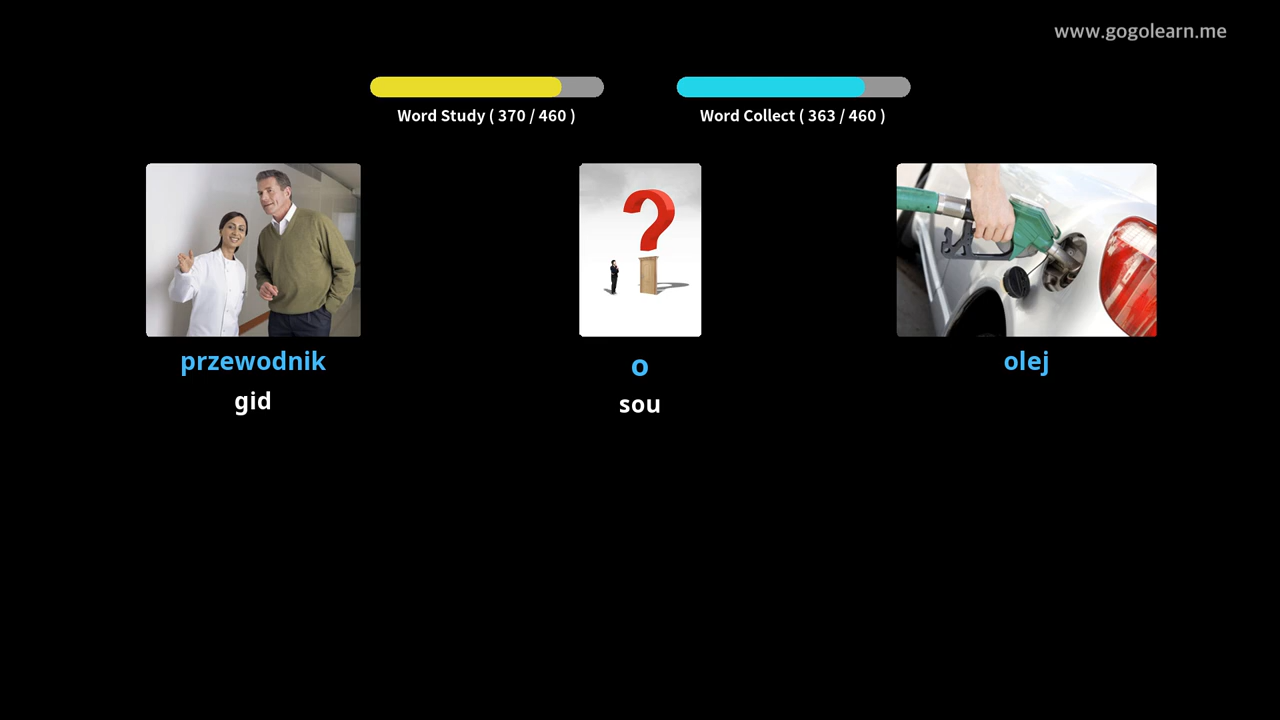 www.gogolearn.me
Word Study ( 370 / 460 )
Word Collect ( 363 / 460 )
przewodnik
gid
o
sou
olej